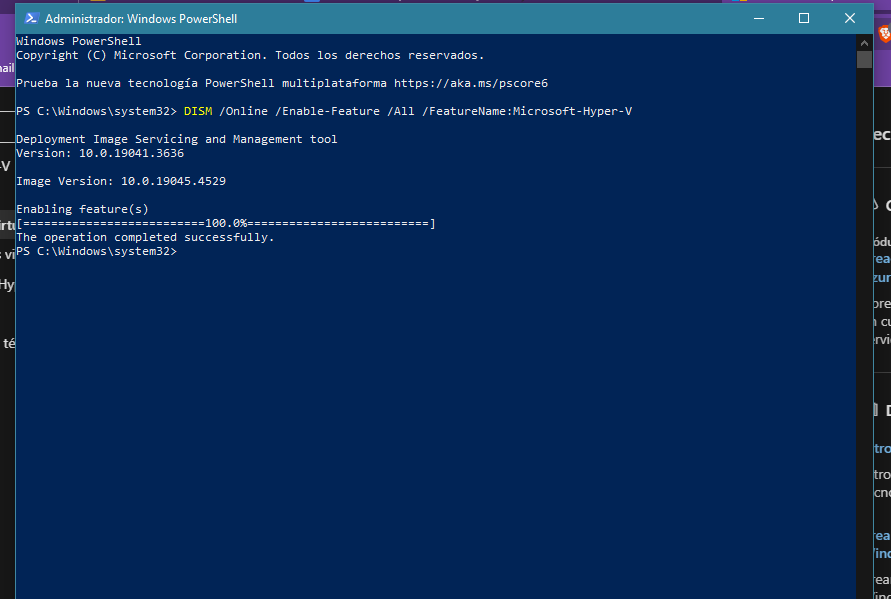 Administrador: Windows PowerShell
Windows PowerShell
Copyright (C) Microsoft Corporation. Todos los derechos reservados.
Prueba la nueva tecnología PowerShell multiplataforma https://aka.ms/pscore6
PS C:\Windows\system32> DISM /Online /Enable-Feature /All /FeatureName:Microsoft-Hyper-V
Deployment Image Servicing and Management tool
Version: 10.0.19041.3636
Image Version: 10.0.19045.4529
Enabling feature(s)
[==========================100.0%==========================]
The operation completed successfully.
PS C:\Windows\system32>